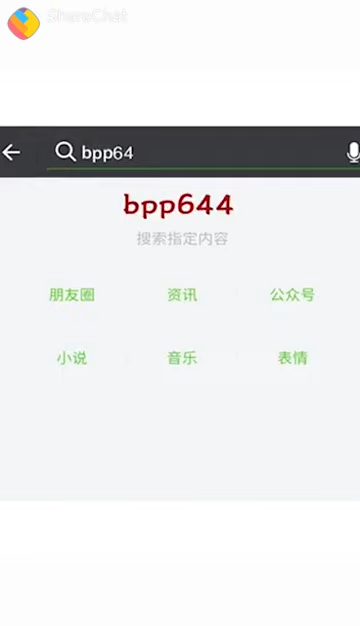 ShareChat
bpp64
bpp644
搜索指定内容
朋友圈 资讯 公众号
小说 音乐 表情